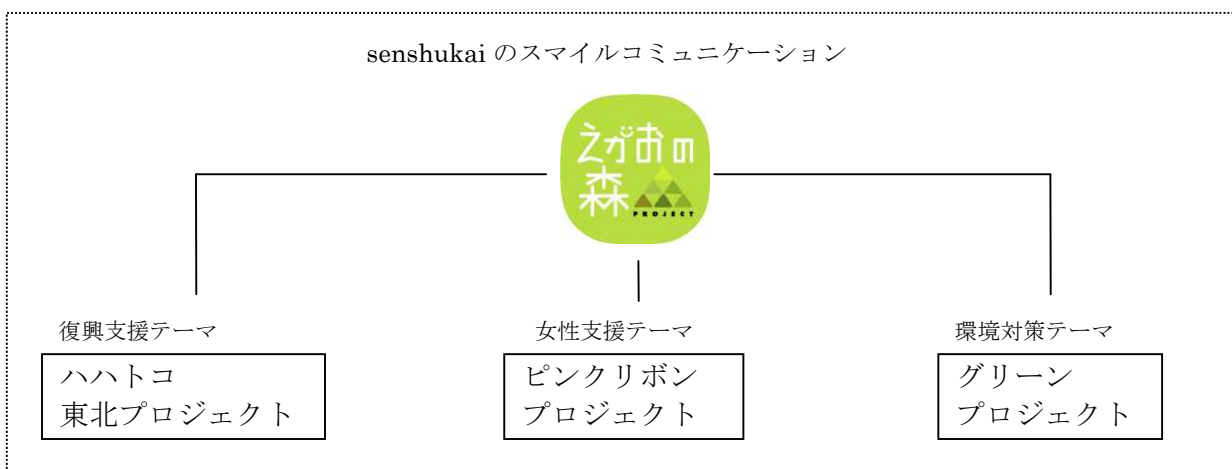 senshukai のスマイルコミュニケーション
えがおの
森
PROJECT
復興支援テーマ
女性支援テーマ
環境対策テーマ
ハハトコ
東北プロジェクト
ピンクリボン
プロジェクト
グリーン
プロジェクト